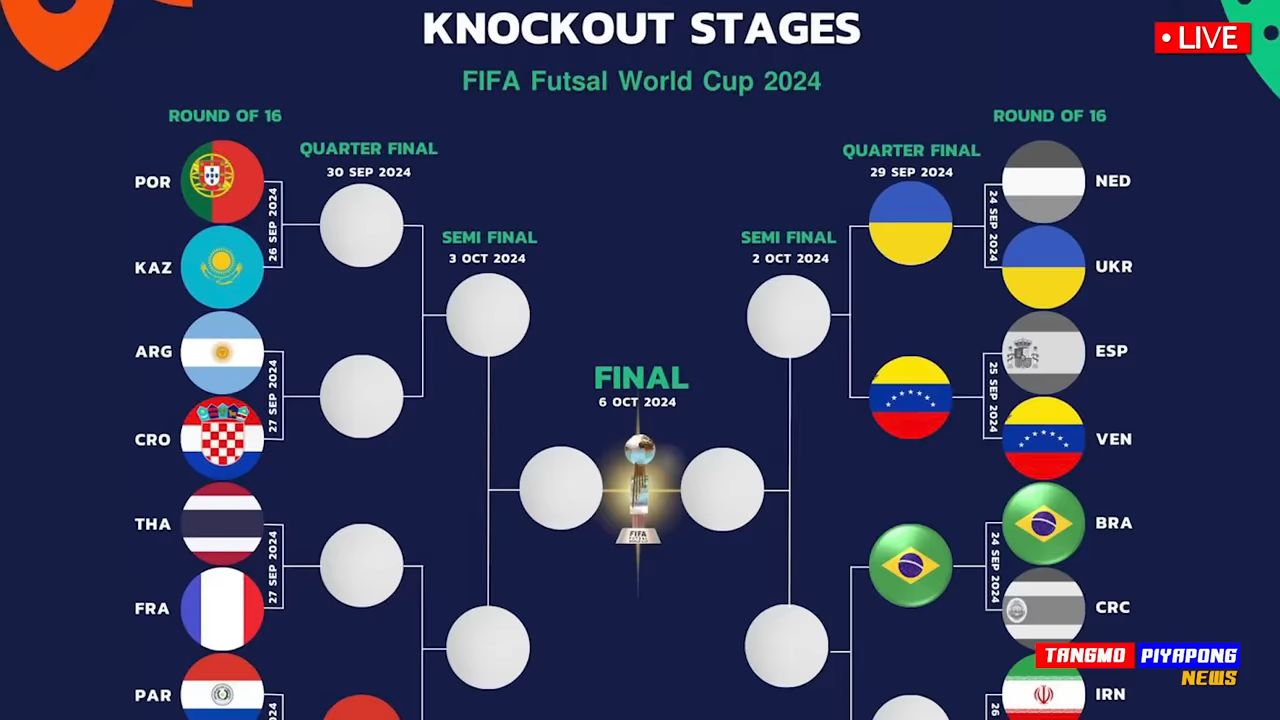 KNOCKOUT STAGES
• LIVE
FIFA Futsal World Cup 2024
ROUND OF 16
ROUND OF 16
QUARTER FINAL
30 SEP 2024
QUARTER FINAL
29 SEP 2024
POR
26 SEP 2024
KAZ
SEMI FINAL
3 OCT 2024
SEMI FINAL
2 OCT 2024
NED
24 SEP 2024
UKR
ARG
27 SEP 2024
CRO
FINAL
6 OCT 2024
ESP
25 SEP 2024
VEN
THA
27 SEP 2024
FRA
FIFA
BRA
24 SEP 2024
CRC
TANGMO PIYAPONG
NEWS
PAR
IRN
26